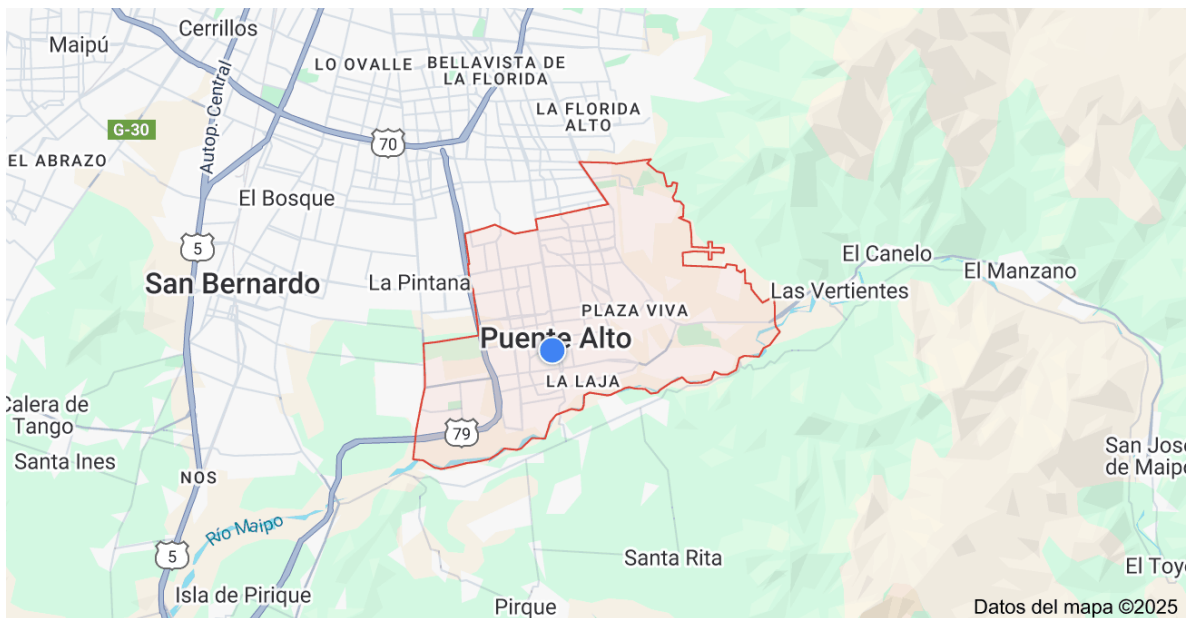 Cerrillos
Maipú
LO OVALLE
BELLAVISTA DE
LA FLORIDA
Autop. Central
LA FLORIDA
ALTO
G-30
70
EL ABRAZO
El Bosque
5
El Canelo
El Manzano
San Bernardo
La Pintana
Las Vertientes
PLAZA VIVA
Puente Alto
LA LAJA
Calera de
Tango
79
San José
de Maipo
Santa Ines
NOS
Río Maipo
5
Santa Rita
El Toyo
Isla de Pirique
Pirque
Datos del mapa ©2025